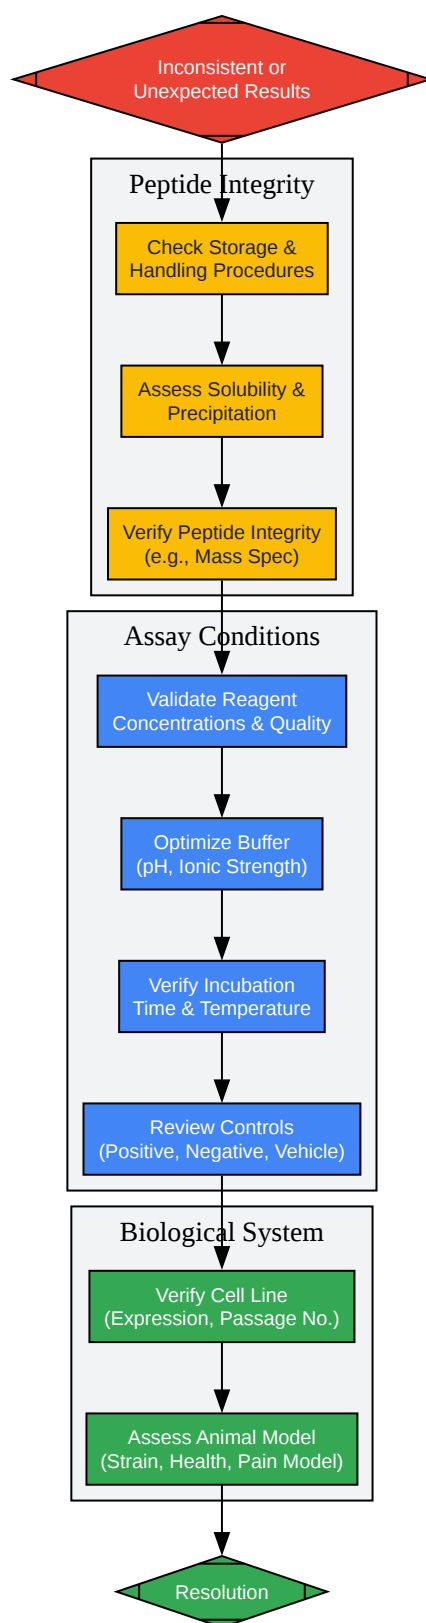 Inconsistent or
Unexpected Results
Peptide Integrity
Check Storage &
Handling Procedures
Assess Solubility &
Precipitation
Verify Peptide Integrity
(e.g., Mass Spec)
Assay Conditions
Validate Reagent
Concentrations & Quality
Optimize Buffer
(pH, Ionic Strength)
Verify Incubation
Time & Temperature
Review Controls
(Positive, Negative, Vehicle)
Biological System
Verify Cell Line
(Expression, Passage No.)
Assess Animal Model
(Strain, Health, Pain Model)
Resolution